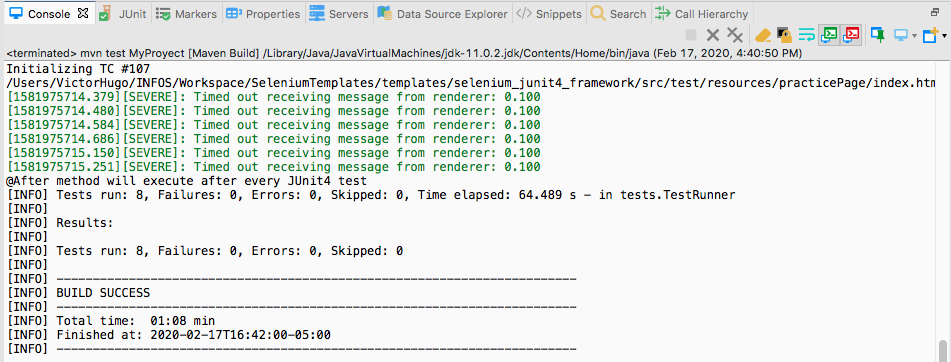 Console JUnit Markers Properties Servers Data Source Explorer Snippets Search Call Hierarchy
<terminated> mvn test MyProyect [Maven Build] /Library/Java/JavaVirtualMachines/jdk-11.0.2.jdk/Contents/Home/bin/java (Feb 17, 2020, 4:40:50 PM)
Initializing TC #107
/Users/VictorHugo/INFOS/Workspace/SeleniumTemplates/templates/selenium_junit4_framework/src/test/resources/practicePage/index.htm
[1581975714.379][SEVERE]: Timed out receiving message from renderer: 0.100
[1581975714.480][SEVERE]: Timed out receiving message from renderer: 0.100
[1581975714.584][SEVERE]: Timed out receiving message from renderer: 0.100
[1581975714.686][SEVERE]: Timed out receiving message from renderer: 0.100
[1581975715.150][SEVERE]: Timed out receiving message from renderer: 0.100
[1581975715.251][SEVERE]: Timed out receiving message from renderer: 0.100
@After method will execute after every JUnit4 test
[INFO] Tests run: 8, Failures: 0, Errors: 0, Skipped: 0, Time elapsed: 64.489 s - in tests.TestRunner
[INFO]
[INFO] Results:
[INFO]
[INFO] Tests run: 8, Failures: 0, Errors: 0, Skipped: 0
[INFO]
[INFO] ------------------------------------------------------------------------
[INFO] BUILD SUCCESS
[INFO] ------------------------------------------------------------------------
[INFO] Total time:  01:08 min
[INFO] Finished at: 2020-02-17T16:42:00-05:00
[INFO] ------------------------------------------------------------------------